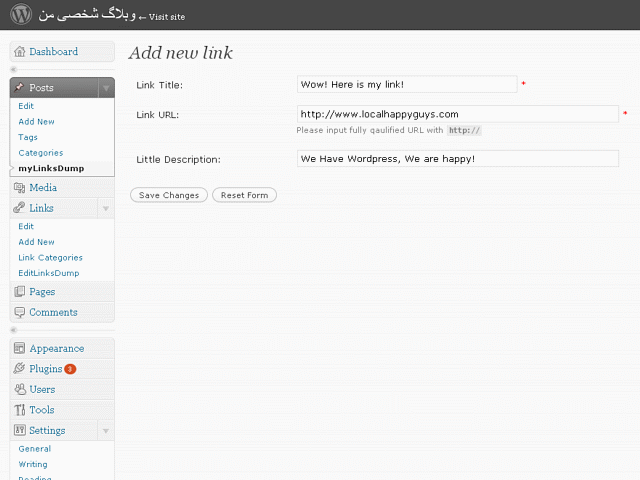 وبلاگ شخصی من ← Visit site
Dashboard
Posts
Edit
Add New
Tags
Categories
myLinksDump
Media
Links
Edit
Add New
Link Categories
EditLinksDump
Pages
Comments
Appearance
Plugins 3
Users
Tools
Settings
General
Writing
Reading
Add new link
Link Title: Wow! Here is my link! *
Link URL: http://www.localhappyguys.com *
Please input fully qaulified URL with http://
Little Description: We Have Wordpress, We are happy!
Save Changes Reset Form